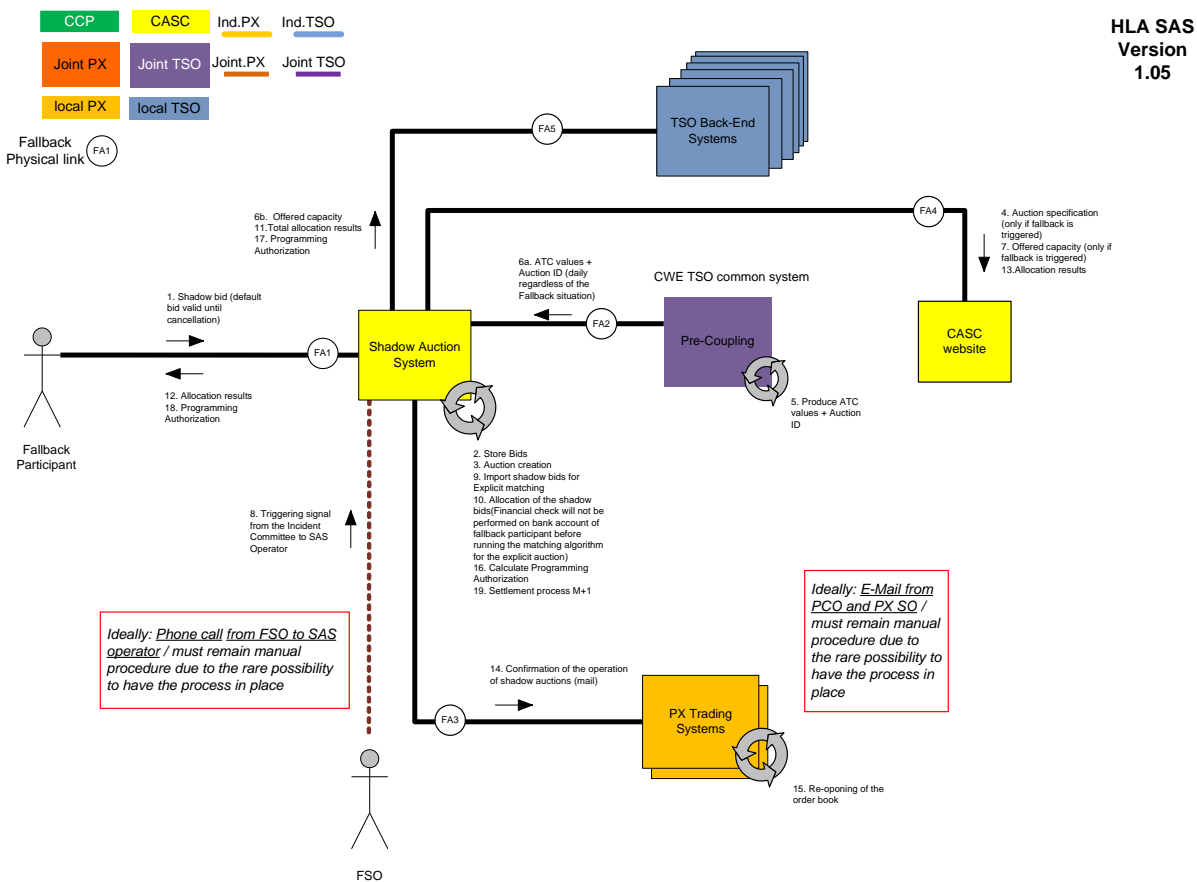 CCP
CASC
Ind.PX
Ind.TSO
Joint PX
Joint TSO
Joint.PX
Joint TSO
local PX
local TSO
Fallback
Physical link
FA1
HLA SAS
Version
1.05
TSO Back-End
Systems
FA5
FA4
6b.  Offered capacity
11.Total allocation results
17. Programming
Authorization
4. Auction specification
(only if fallback is
triggered)
7. Offered capacity (only if
fallback is triggered)
13.Allocation results
6a. ATC values +
Auction ID (daily
regardless of the
Fallback situation)
CWE TSO common system
1. Shadow bid (default
bid valid until
cancellation)
FA1
Shadow Auction
System
FA2
Pre-Coupling
CASC
website
12. Allocation results
18. Programming
Authorization
5. Produce ATC
values + Auction
ID
Fallback
Participant
2. Store Bids
3. Auction creation
9. Import shadow bids for
Explicit matching
10. Allocation of the shadow
bids(Financial check will not be
performed on bank account of
fallback participant before
running the matching algorithm
for the explicit auction)
16. Calculate Programming
Authorization
19. Settlement process M+1
8. Triggering signal
from the Incident
Committee to SAS
Operator
Ideally: Phone call from FSO to SAS
operator / must remain manual
procedure due to the rare possibility
to have the process in place
Ideally: E-Mail from
PCO and PX SO /
must remain manual
procedure due to
the rare possibility to
have the process in
place
14. Confirmation of the operation
of shadow auctions (mail)
FA3
PX Trading
Systems
15. Re-oponing of the
order book
FSO